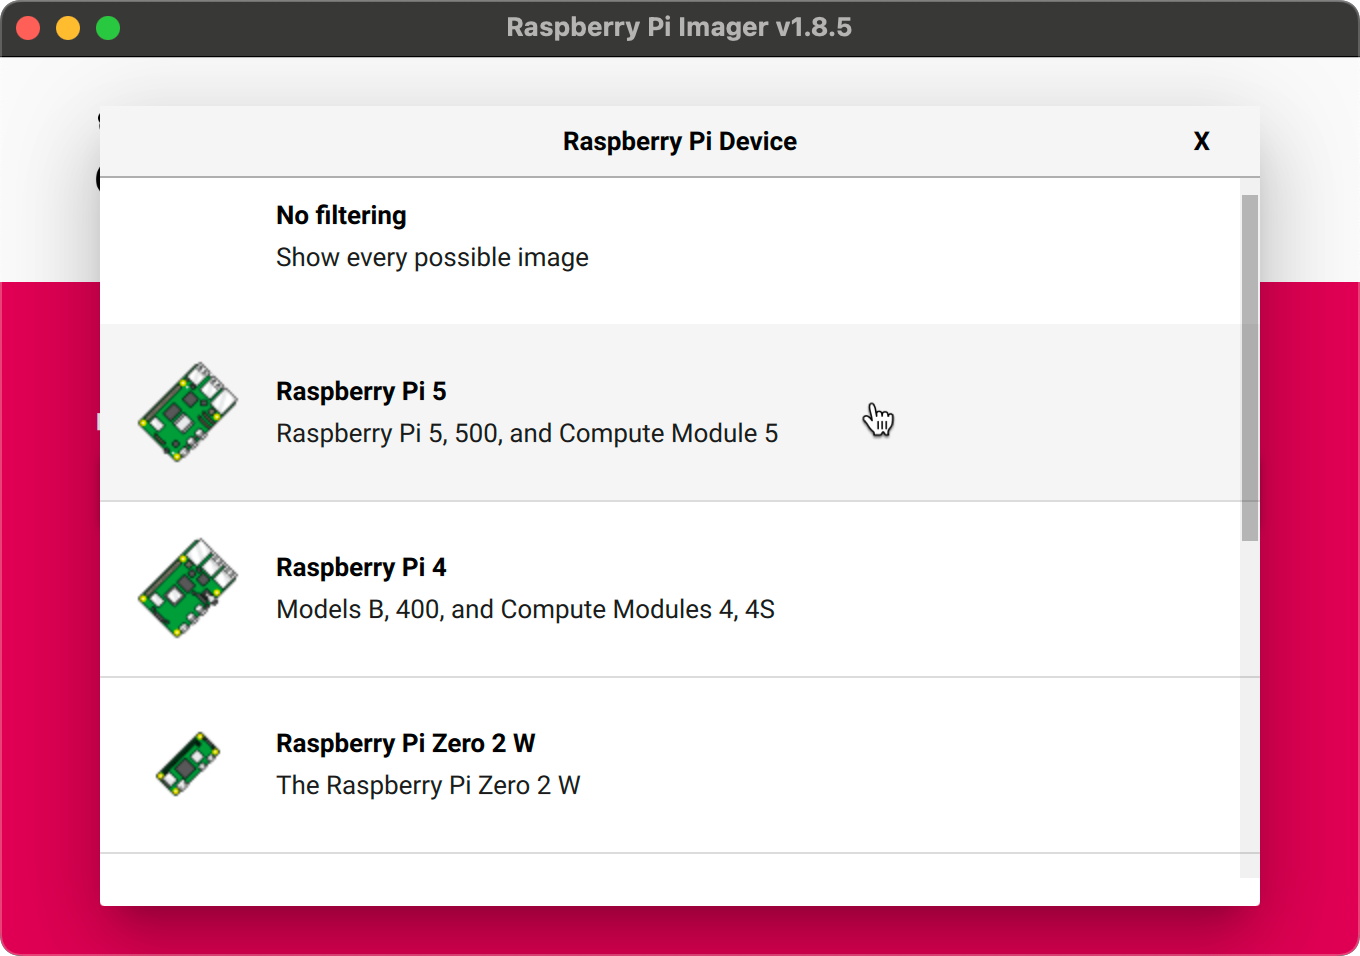 Raspberry Pi Imager v1.8.5
Raspberry Pi Device
X
No filtering
Show every possible image
Raspberry Pi 5
Raspberry Pi 5, 500, and Compute Module 5
Raspberry Pi 4
Models B, 400, and Compute Modules 4, 4S
Raspberry Pi Zero 2 W
The Raspberry Pi Zero 2 W